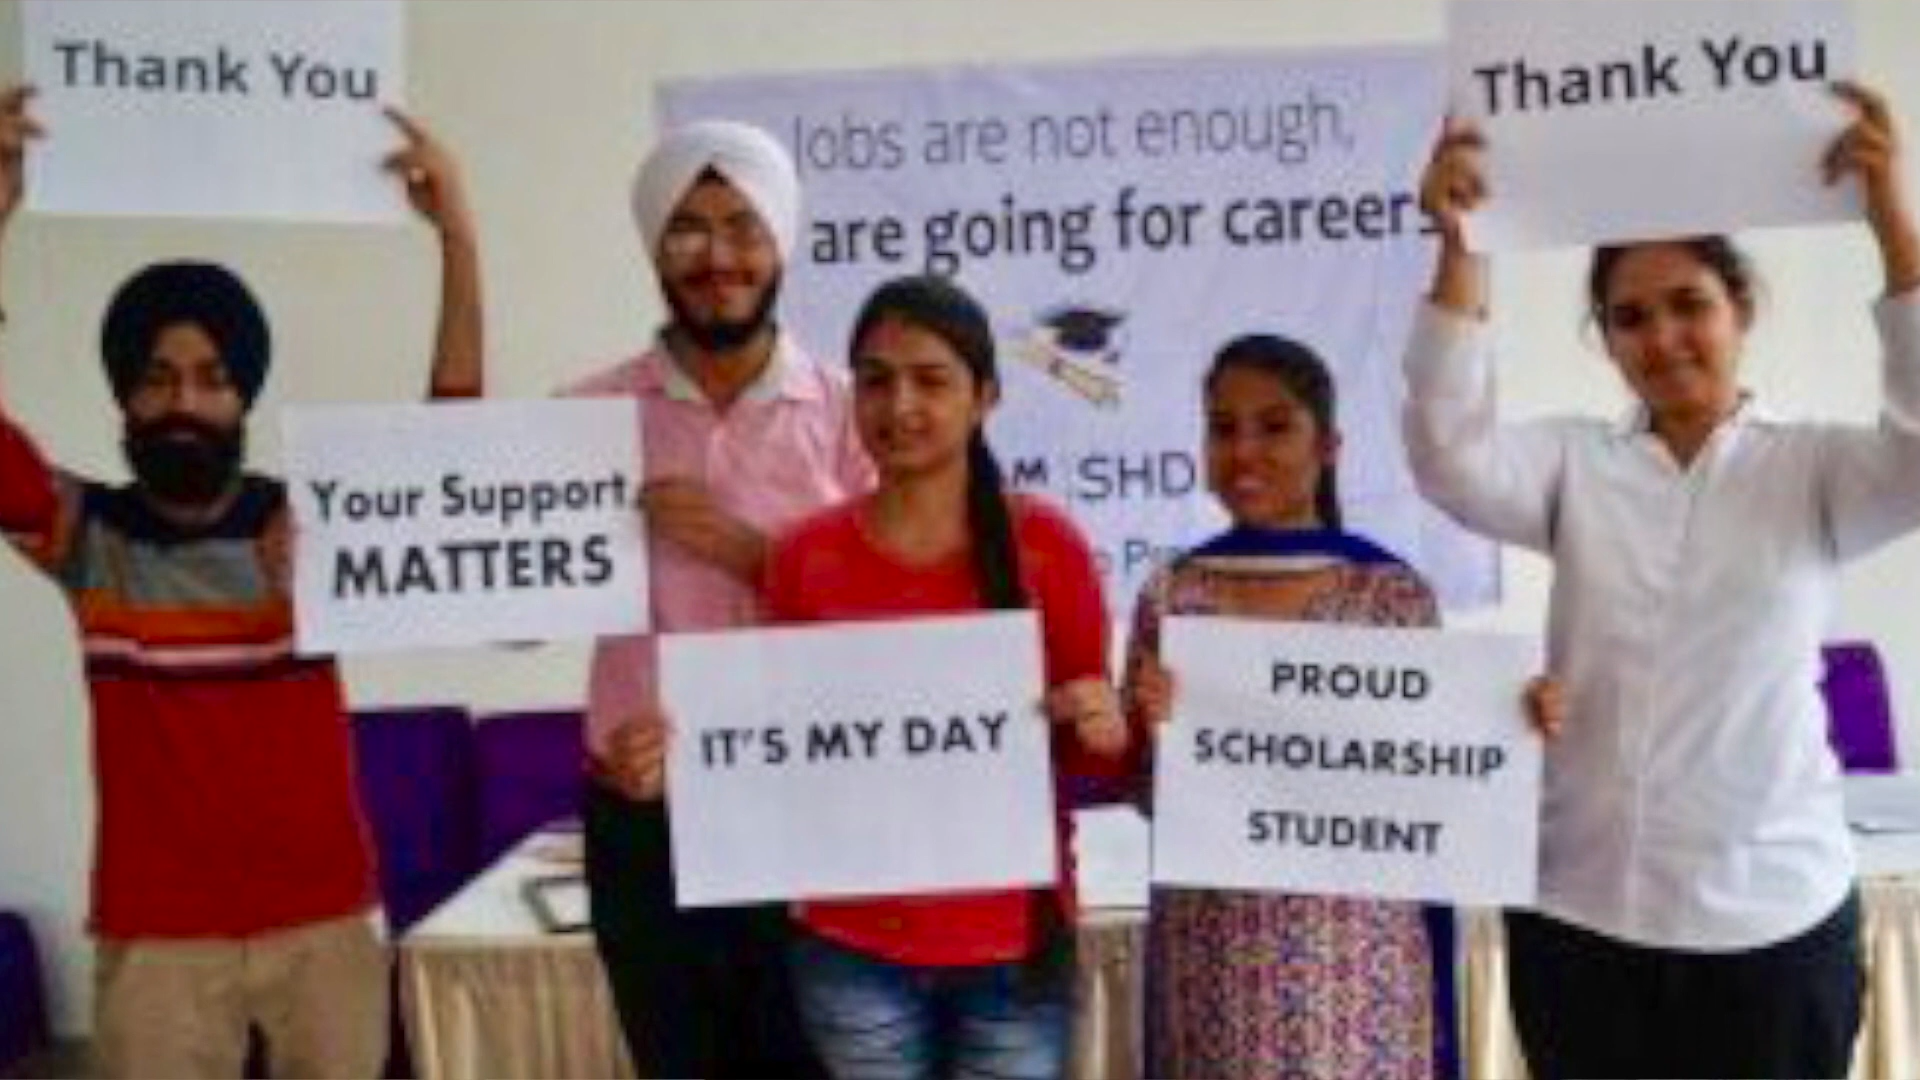 Thank You
Thank You
Jobs are not enough,
are going for careers
SHD
Your Support
MATTERS
IT'S MY DAY
PROUD
SCHOLARSHIP
STUDENT